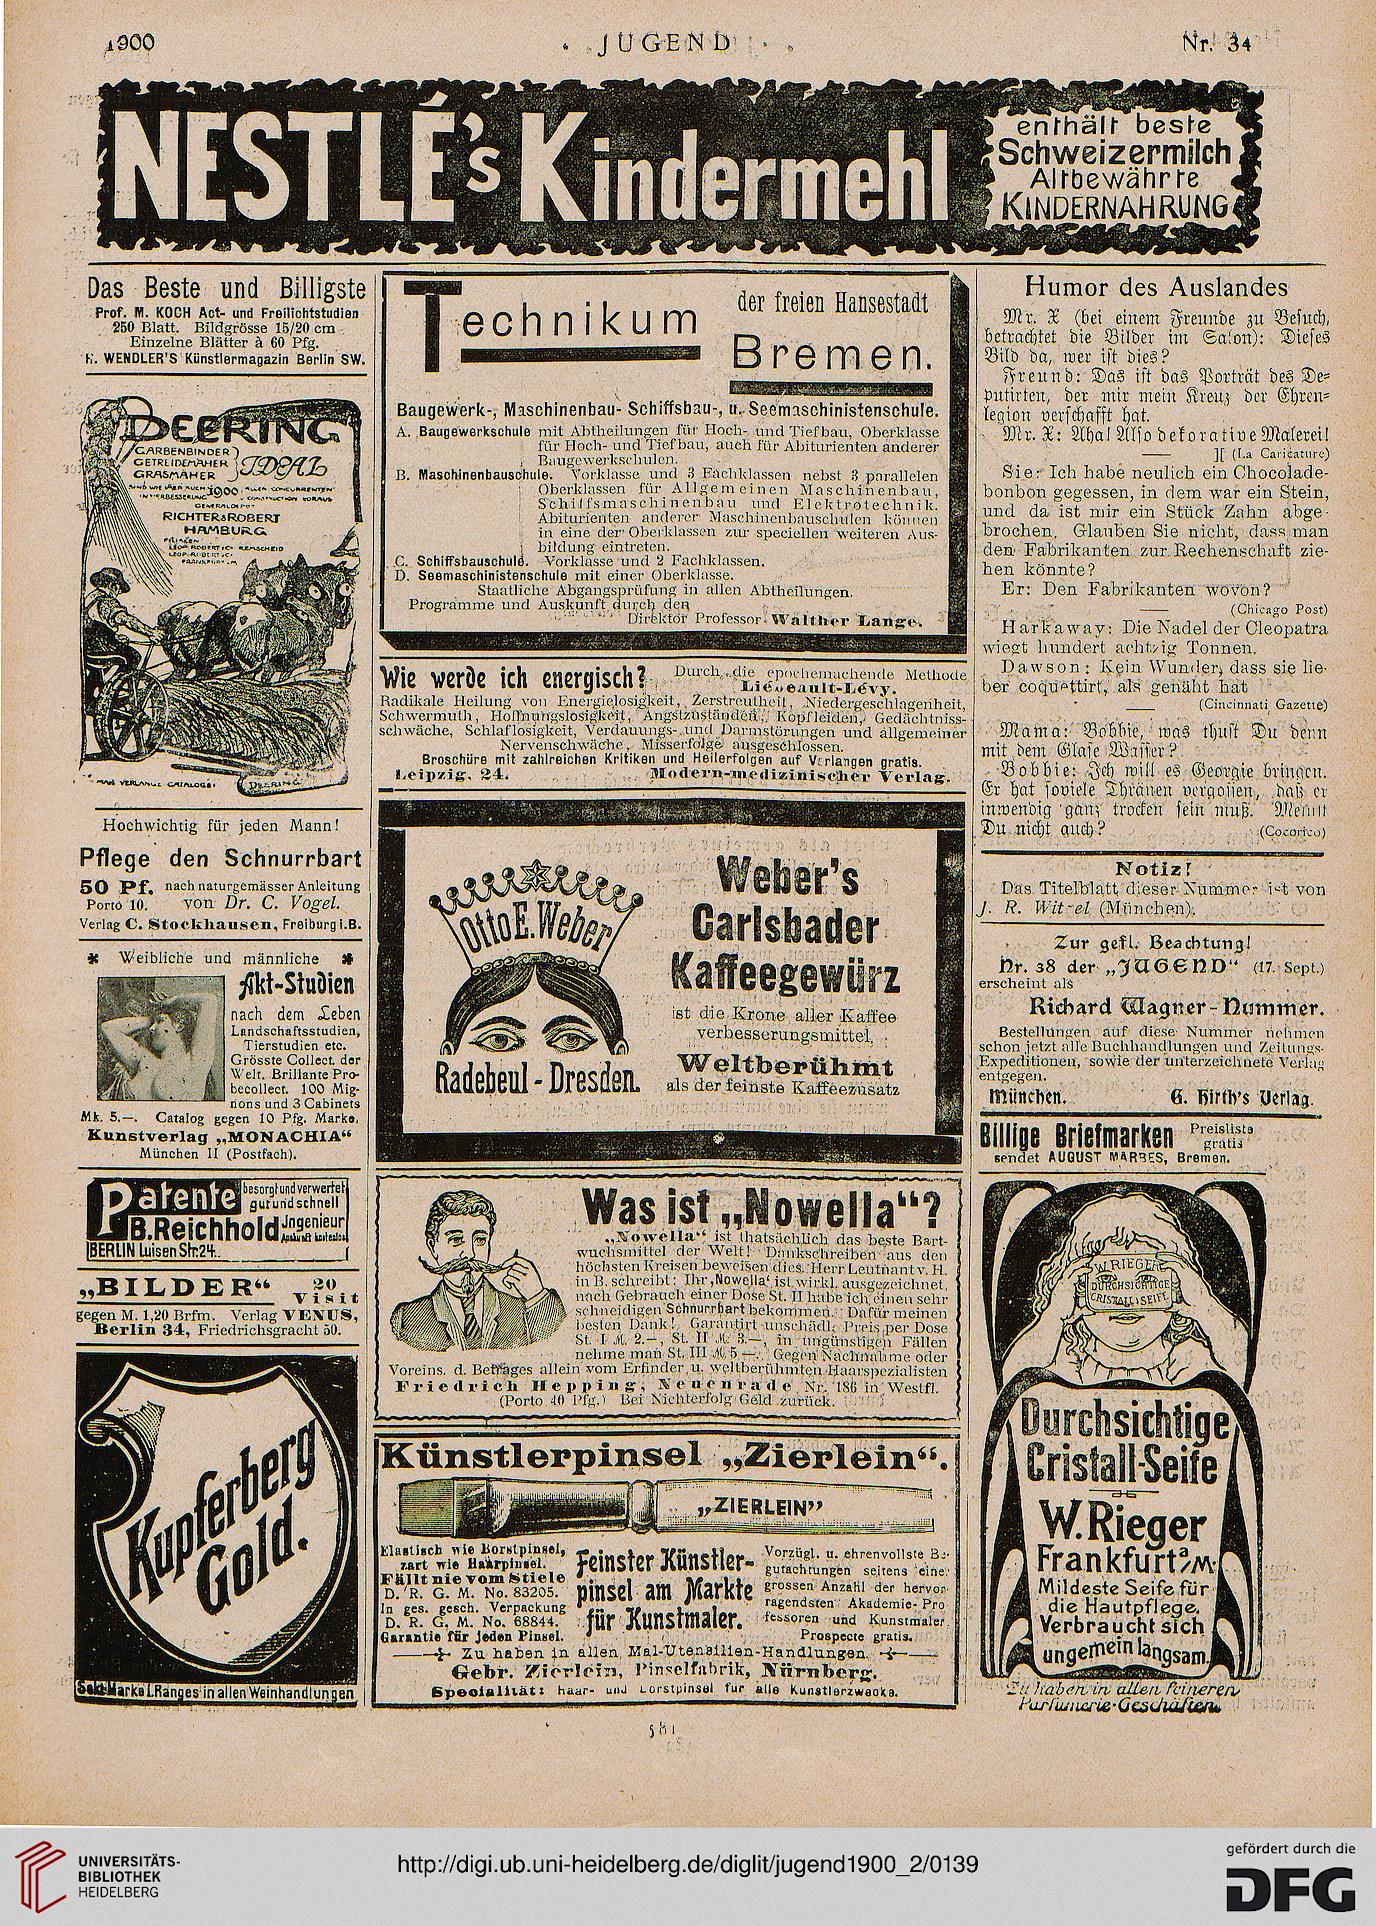 1900
JUGEND
Nr. 34
NESTLÉ's Kindermehl
enthält beste
Schweizermilch
Altbewährte
KINDERNAHRUNG
Das Beste und Billigste
Prof. M. KOCH Act- und Freilichtstudien
250 Blatt. Bildgrösse 15/20 cm
Einzelne Blätter à 60 Pfg.
K. WENDLER'S Künstlermagazin Berlin SW.
DEERING
GARBENBINDER
GETREIDEMÄHER
GRASMÄHER
IDEAL
1900
GENERALDEPOT
RICHTER & ROBERT
HAMBURG
FILIALEN
LEOP. ROBERT & Co. REMSCHEID
LEOP. ROBERT & Co.
FRANKFURT a. M.
MAN VERLANGE CATALOGE!
DEERING
Hochwichtig für jeden Mann!
Pflege den Schnurrbart
50 Pf. nach naturgemässer Anleitung
Porto 10. von Dr. C. Vogel.
Verlag C. Stockhausen, Freiburg i. B.
Weibliche und männliche
Akt-Studien
nach dem Leben
Landschaftsstudien,
Tierstudien etc.
Grösste Collect. der
Welt. Brillante Pro-
becollect. 100 Mig-
nons und 3 Cabinets
Mk. 5.—. Catalog gegen 10 Pfg. Marke.
Kunstverlag „MONACHIA“
München II (Postfach).
Patente
besorgt und verwertet
gut und schnell
B. Reichhold Ingenieur
Auskunft kostenlos
BERLIN Luisen Str. 24.
„BILDER“ 20
Visit
gegen M. 1,20 Brfm. Verlag VENUS,
Berlin 34, Friedrichsgracht 50.
Kupferberg
Gold.
Sekt Marke I. Ranges in allen Weinhandlungen
Technikum
der freien Hansestadt
Bremen.
Baugewerk-, Maschinenbau- Schiffsbau-, u. Seemaschinistenschule.
A. Baugewerkschule mit Abtheilungen für Hoch- und Tiefbau, Oberklasse
für Hoch- und Tiefbau, auch für Abiturienten anderer
Baugewerkschulen.
B. Maschinenbauschule. Vorklasse und 3 Fachklassen nebst 3 parallelen
Oberklassen für Allgemeinen Maschinenbau,
Schiffsmaschinenbau und Elektrotechnik.
Abiturienten anderer Maschinenbauschulen können
in eine der Oberklassen zur speciellen weiteren Aus-
bildung eintreten.
C. Schiffsbauschule. Vorklasse und 2 Fachklassen.
D. Seemaschinistenschule mit einer Oberklasse.
Staatliche Abgangsprüfung in allen Abtheilungen.
Programme und Auskunft durch den
Direktor Professor Walther Lange.
Wie werde ich energisch?
Durch die epochemachende Methode
Liébeault-Lévy.
Radikale Heilung von Energielosigkeit, Zerstreutheit, Niedergeschlagenheit,
Schwermuth, Hoffnungslosigkeit, Angstzuständen, Kopfleiden, Gedächtniss-
schwäche, Schlaflosigkeit, Verdauungs- und Darmstörungen und allgemeiner
Nervenschwäche. Misserfolge ausgeschlossen.
Broschüre mit zahlreichen Kritiken und Heilerfolgen auf Verlangen gratis.
Leipzig, 24. Modern-medizinischer Verlag.
Otto E. Weber
Radebeul - Dresden.
Weber's
Carlsbader
Kaffeegewürz
ist die Krone aller Kaffee
verbesserungsmittel,
Weltberühmt
als der feinste Kaffeezusatz
Was ist „Nowella“?
„Nowella“ ist thatsächlich das beste Bart-
wuchsmittel der Welt! Dankschreiben aus den
höchsten Kreisen beweisen dies. Herr Leutnant v. H.
in B. schreibt: Ihr ‚Nowella‘ ist wirkl. ausgezeichnet,
nach Gebrauch einer Dose St. II habe ich einen sehr
schneidigen Schnurrbart bekommen. Dafür meinen
besten Dank! Garantirt unschädl. Preis per Dose
St. I M. 2.—, St. II M. 3.—, in ungünstigen Fällen
nehme man St. III M. 5.—. Gegen Nachnahme oder
Voreins. d. Betrages allein vom Erfinder u. weltberühmten Haarspezialisten
Friedrich Hepping, Neuenrade Nr. 186 in Westfl.
(Porto 40 Pfg.) Bei Nichterfolg Geld zurück.
Künstlerpinsel „Zierlein“.
„ZIERLEIN”
Elastisch wie Borstpinsel,
zart wie Haarpinsel.
Fällt nie vom Stiele
D. R. G. M. No. 83205.
In ges. gesch. Verpackung
D. R. G. M. No. 68844.
Garantie für jeden Pinsel.
Feinster Künstler-
pinsel am Markte
für Kunstmaler.
Vorzügl. u. ehrenvollste Be-
gutachtungen seitens einer
grossen Anzahl der hervor-
ragendsten Akademie-Pro
fessoren und Kunstmaler
Prospecte gratis.
Zu haben in allen Mal-Utensilien-Handlungen.
Gebr. Zierlein, Pinselfabrik, Nürnberg.
Specialität: Haar- und Borstpinsel für alle Künstlerzwecke.
Humor des Auslandes
Mr. X (bei einem Freunde zu Besuch,
betrachtet die Bilder im Salon): Dieses
Bild da, wer ist dies?
Freund: Das ist das Porträt des De-
putirten, der mir mein Kreuz der Ehren-
legion verschafft hat.
Mr. X: Aha! Also dekorative Malerei!
(La Caricature)
Sie: Ich habe neulich ein Chocolade-
bonbon gegessen, in dem war ein Stein,
und da ist mir ein Stück Zahn abge-
brochen. Glauben Sie nicht, dass man
den Fabrikanten zur Rechenschaft zie-
hen könnte?
Er: Den Fabrikanten wovon?
(Chicago Post)
Harkaway: Die Nadel der Cleopatra
wiegt hundert achtzig Tonnen.
Dawson: Kein Wunder, dass sie lie-
ber coquettirt, als genäht hat
(Cincinnati Gazette)
Mama: Bobbie, was thust Du denn
mit dem Glase Wasser?
Bobbie: Ich will es Georgie bringen.
Er hat soviele Thränen vergossen, daß er
inwendig ganz trocken sein muß. Meinst
Du nicht auch?
(Cocorico)
Notiz!
Das Titelblatt dieser Nummer ist von
J. R. Witzel (München).
Zur gefl. Beachtung!
Nr. 38 der „JUGEND“ (17. Sept.)
erscheint als
Richard Wagner-Nummer.
Bestellungen auf diese Nummer nehmen
schon jetzt alle Buchhandlungen und Zeitungs-
Expeditionen, sowie der unterzeichnete Verlag
entgegen.
München. G. Hirth's Verlag.
Billige Briefmarken Preisliste
gratis
sendet AUGUST MARBES, Bremen.
W. RIEGER
DURCHSICHTIGE
CRISTALL SEIFE
Durchsichtige
Cristall-Seife
W. Rieger
Frankfurt a/M.
Mildeste Seife für
die Hautpflege.
Verbraucht sich
ungemein langsam.
Zu haben in allen feineren
Parfumerie-Geschäften.
581
UNIVERSITÄTS-
BIBLIOTHEK
HEIDELBERG
http://digi.ub.uni-heidelberg.de/diglit/jugend1900_2/0139
gefördert durch die
DFG